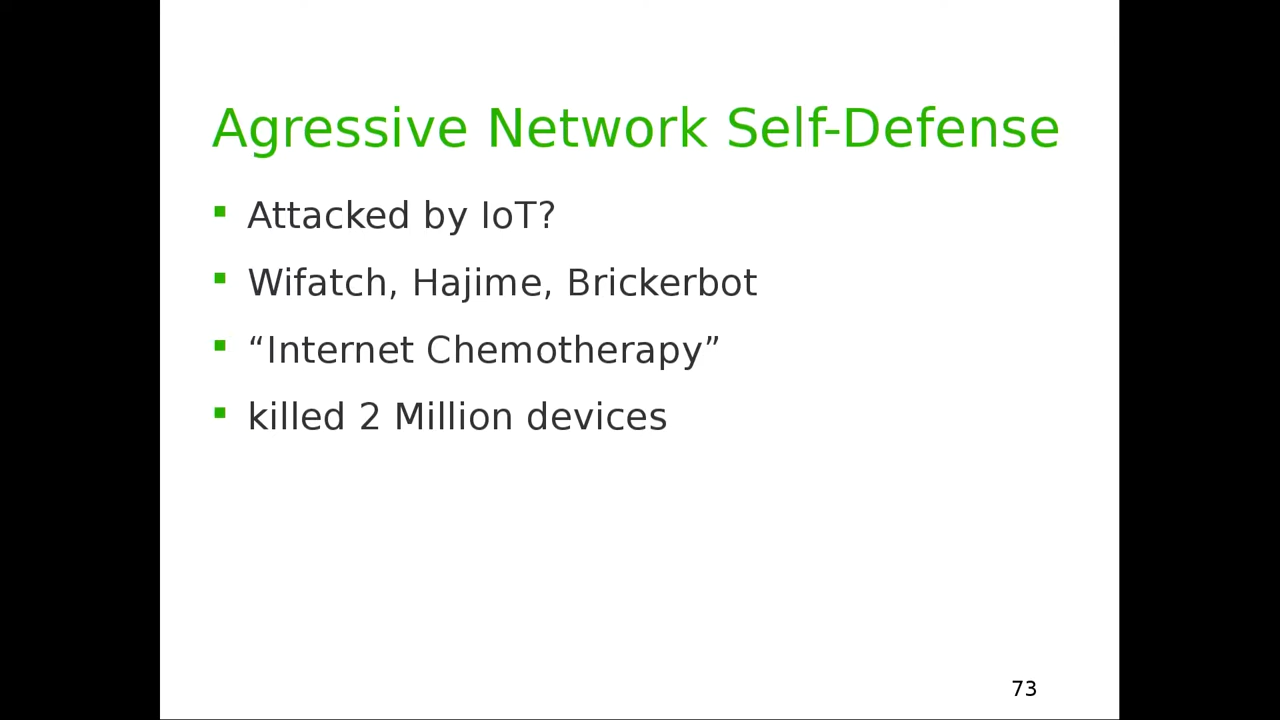 Agressive Network Self-Defense
▪ Attacked by IoT?
▪ Wifatch, Hajime, Brickerbot
▪ “Internet Chemotherapy”
▪ killed 2 Million devices
73